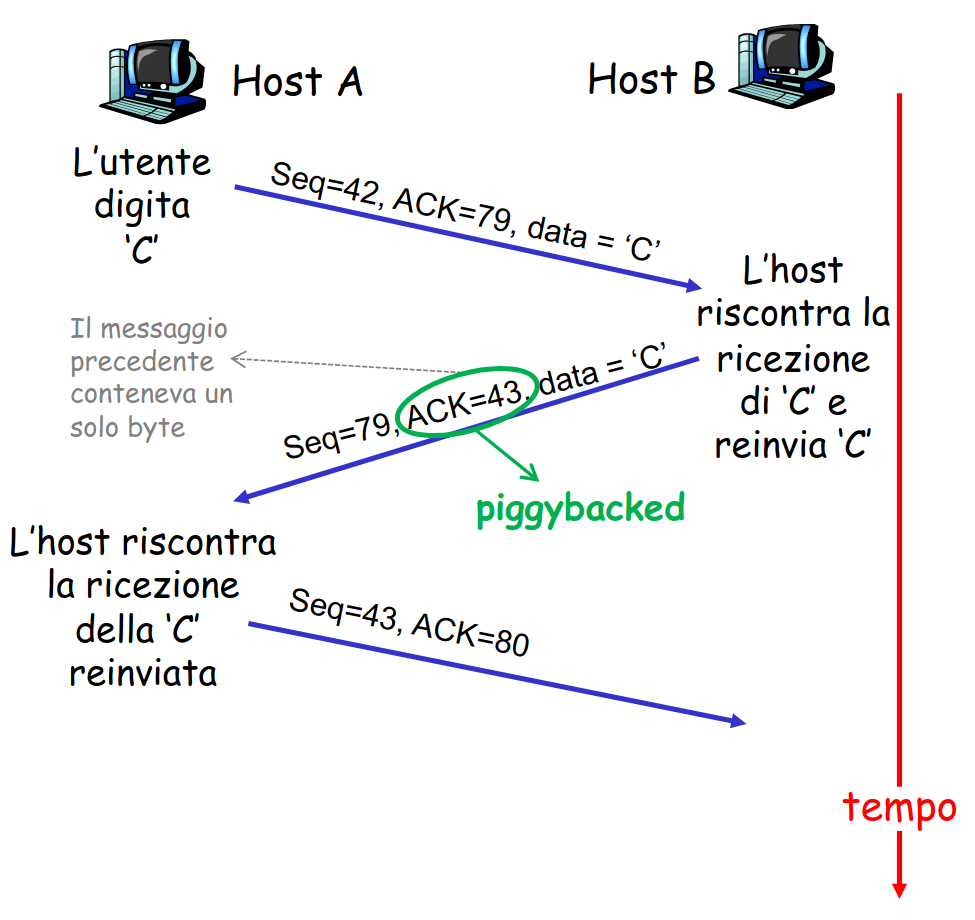 Host A
Host B
L'utente
digita
'C'
Seq=42, ACK=79, data = 'C'
L'host
riscontra la
ricezione
di 'C' e
reinvia 'C'
Il messaggio
precedente
conteneva un
solo byte
Seq=79, ACK=43, data = 'C'
piggybacked
L'host riscontra
la ricezione
della 'C'
reinviata
Seq=43, ACK=80
tempo